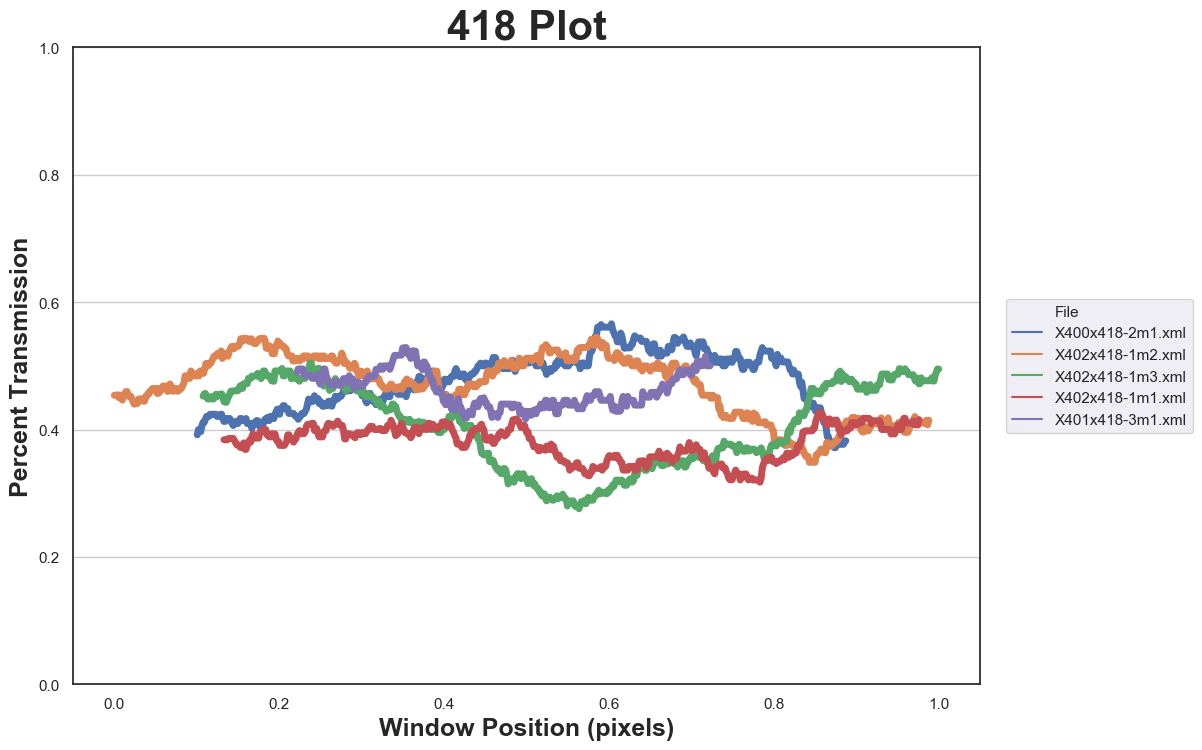 418 Plot
Percent Transmission
1.0
0.8
0.6
0.4
0.2
0.0
0.0 0.2 0.4 0.6 0.8 1.0
Window Position (pixels)
File
X400x418-2m1.xml
X402x418-1m2.xml
X402x418-1m3.xml
X402x418-1m1.xml
X401x418-3m1.xml